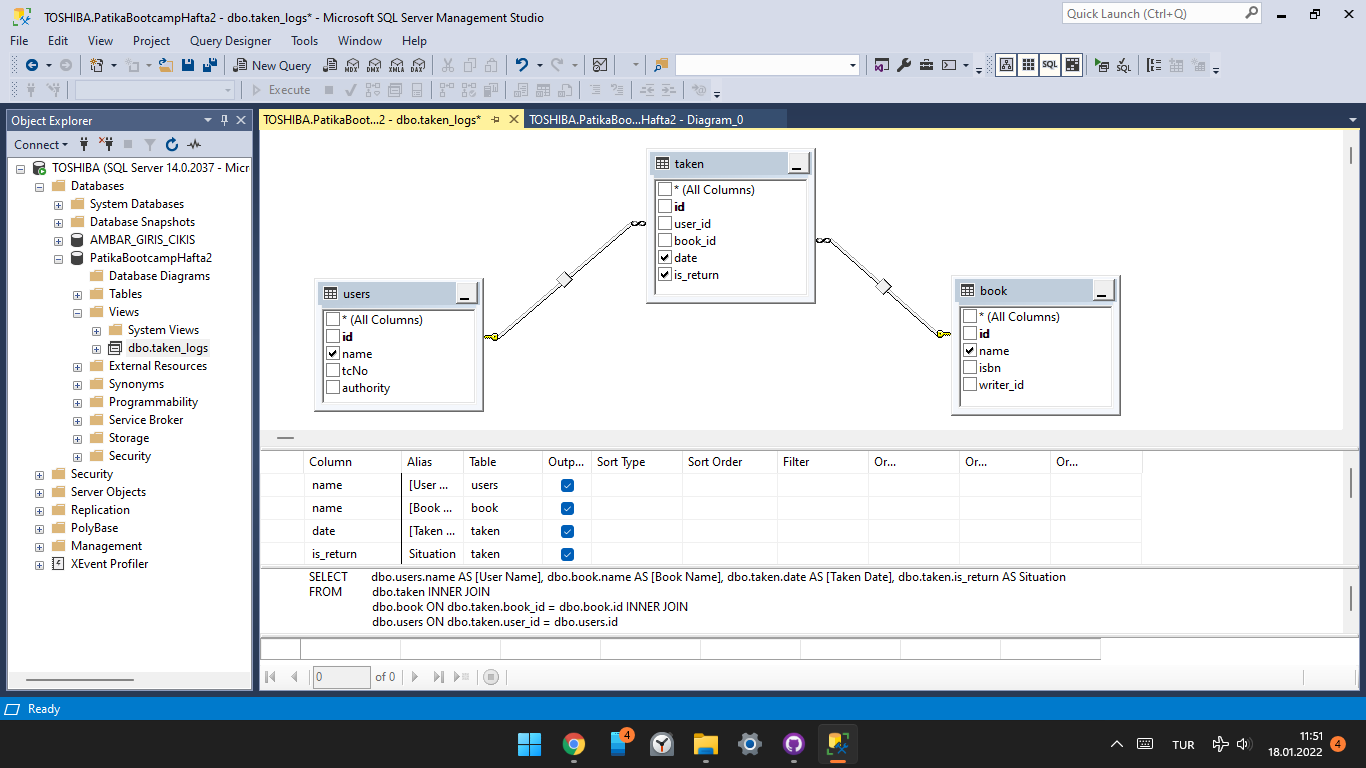 TOSHIBA.PatikaBootcampHafta2 - dbo.taken_logs* - Microsoft SQL Server Management Studio
Quick Launch (Ctrl+Q)
File Edit View Project Query Designer Tools Window Help
New Query
MDX DMX XMLA DAX
SQL
SQL
Execute
Object Explorer
TOSHIBA.PatikaBoot...2 - dbo.taken_logs*
TOSHIBA.PatikaBoo...Hafta2 - Diagram_0
Connect
TOSHIBA (SQL Server 14.0.2037 - Micr
Databases
System Databases
Database Snapshots
AMBAR_GIRIS_CIKIS
PatikaBootcampHafta2
Database Diagrams
Tables
Views
System Views
dbo.taken_logs
External Resources
Synonyms
Programmability
Service Broker
Storage
Security
Security
Server Objects
Replication
PolyBase
Management
XEvent Profiler
taken
* (All Columns)
id
user_id
book_id
date
is_return
users
* (All Columns)
id
name
tcNo
authority
book
* (All Columns)
id
name
isbn
writer_id
Column Alias Table Outp... Sort Type Sort Order Filter Or... Or... Or...
name [User ... users
name [Book ... book
date [Taken ... taken
is_return Situation taken
SELECT dbo.users.name AS [User Name], dbo.book.name AS [Book Name], dbo.taken.date AS [Taken Date], dbo.taken.is_return AS Situation
FROM dbo.taken INNER JOIN
dbo.book ON dbo.taken.book_id = dbo.book.id INNER JOIN
dbo.users ON dbo.taken.user_id = dbo.users.id
0 of 0
Ready
4
TUR
11:51
18.01.2022
4